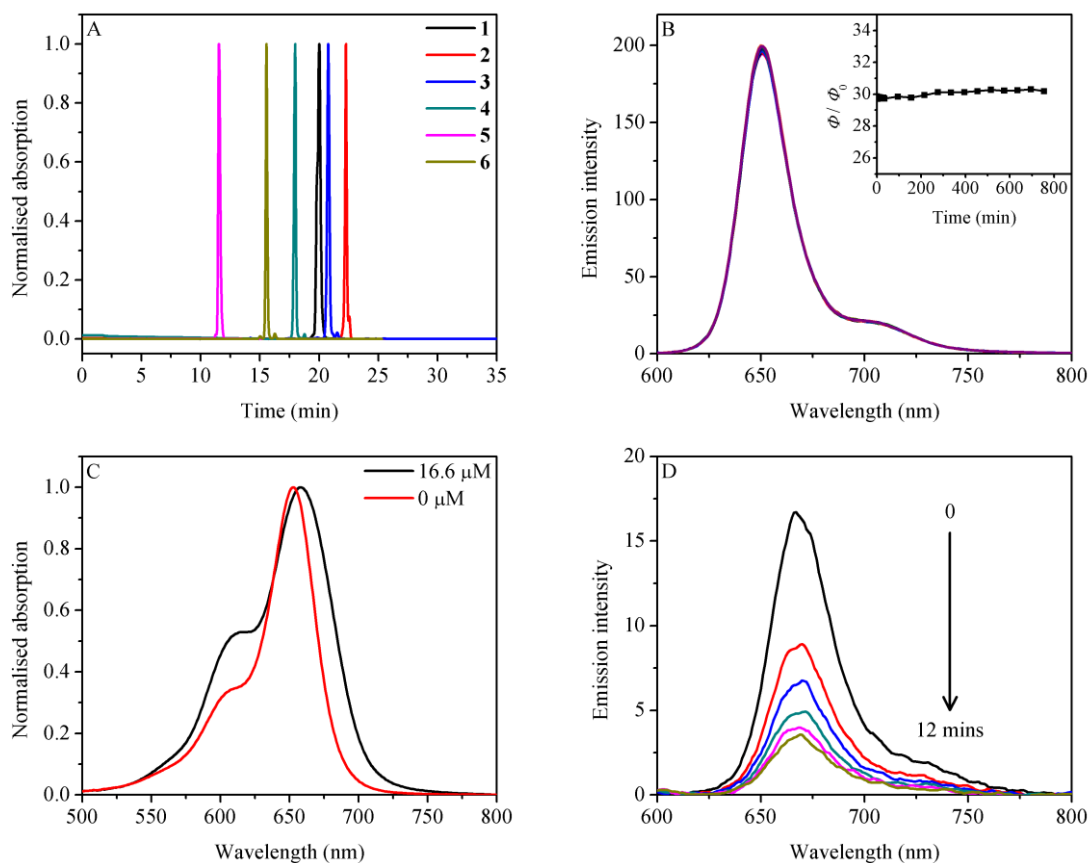 A
1
2
3
4
5
6
1.0
0.8
0.6
0.4
0.2
0.0
Normalised absorption
0 5 10 15 20 25 30 35
Time (min)
B
200
150
100
50
0
Emission intensity
600 650 700 750 800
Wavelength (nm)
34
32
30
28
26
Φ / Φ0
0 200 400 600 800
Time (min)
C
16.6 μM
0 μM
1.0
0.8
0.6
0.4
0.2
0.0
Normalised absorption
500 550 600 650 700 750 800
Wavelength (nm)
D
0
12 mins
20
15
10
5
0
Emission intensity
600 650 700 750 800
Wavelength (nm)